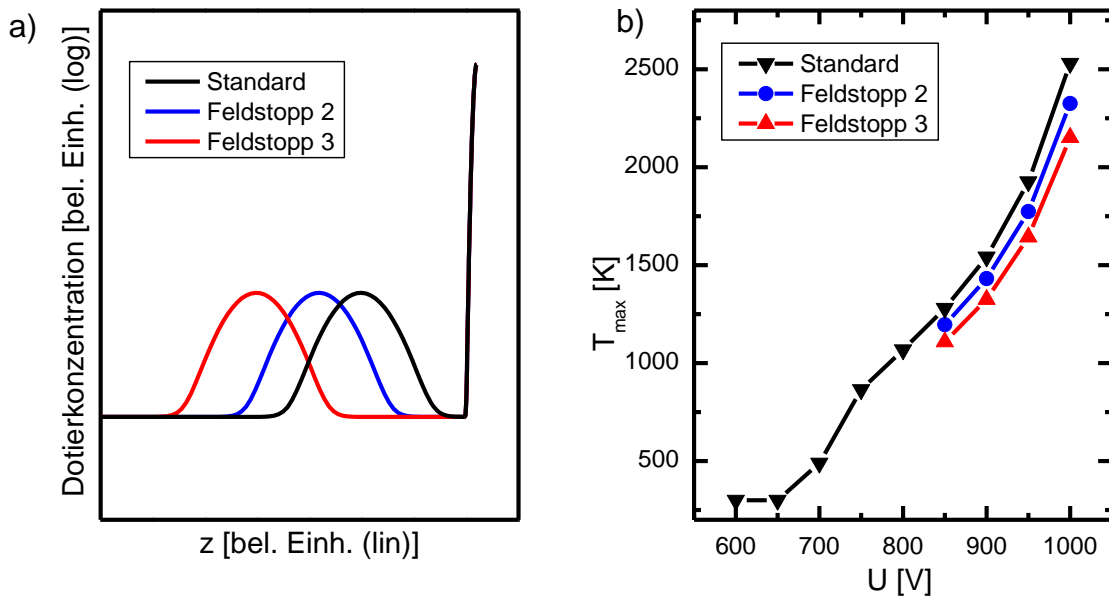 a)
Dotierkonzentration [bel. Einh. (log)]
Standard
Feldstopp 2
Feldstopp 3
z [bel. Einh. (lin)]
b)
T_max [K]
2500
2000
1500
1000
500
Standard
Feldstopp 2
Feldstopp 3
600 700 800 900 1000
U [V]